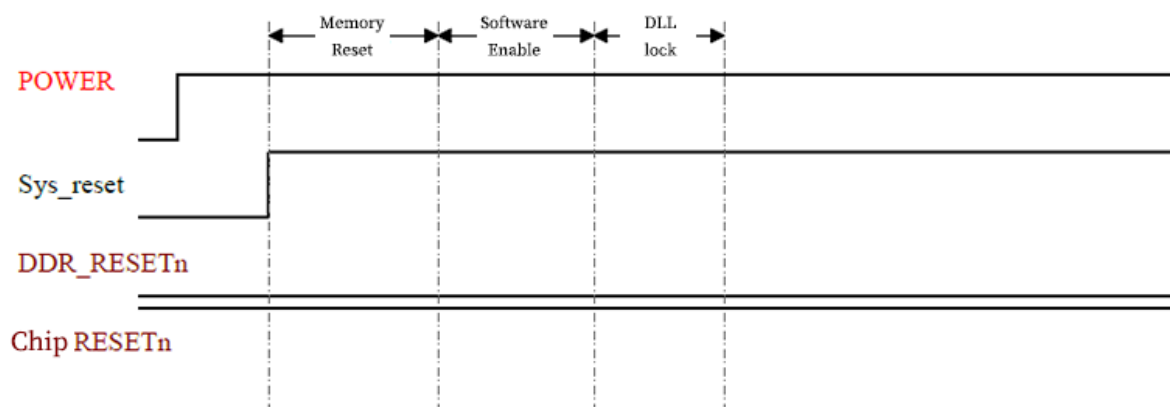 Memory
Reset
Software
Enable
DLL
lock
POWER
Sys_reset
DDR_RESETn
Chip RESETn